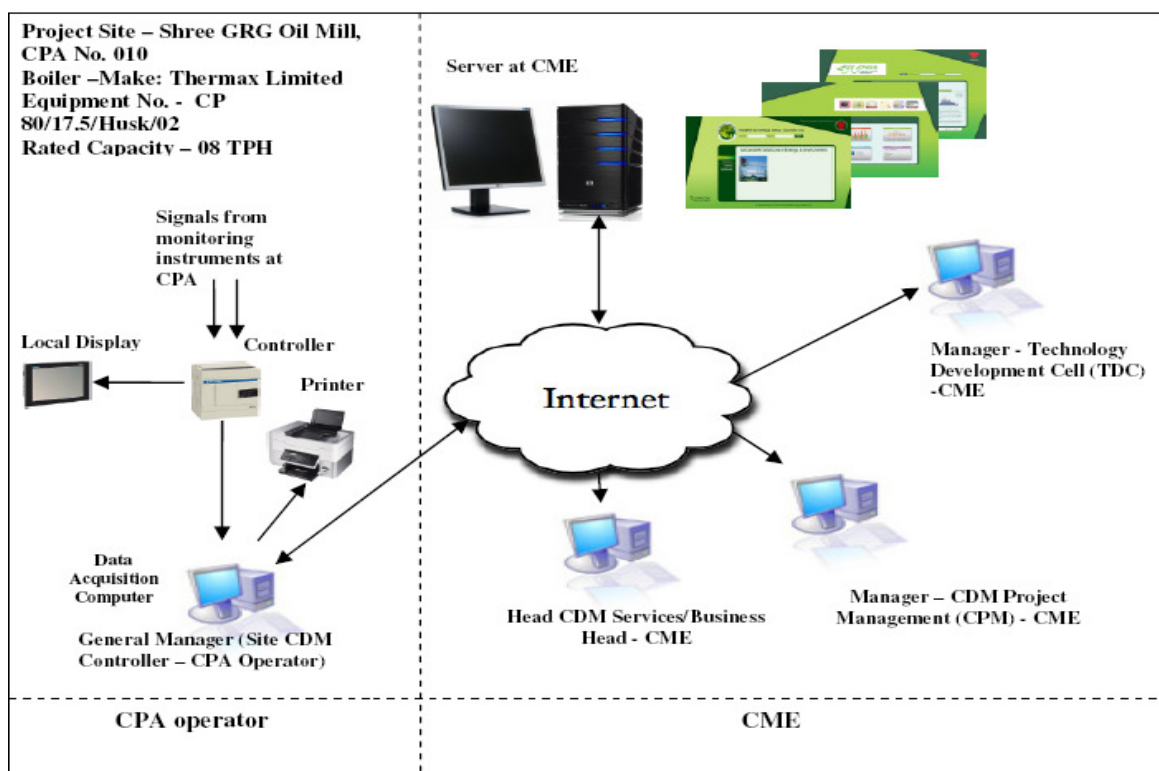 Project Site – Shree GRG Oil Mill,
CPA No. 010
Boiler –Make: Thermax Limited
Equipment No. - CP
80/17.5/Husk/02
Rated Capacity – 08 TPH
Server at CME
Signals from
monitoring
instruments at
CPA
Local Display
Controller
Printer
Internet
Manager - Technology
Development Cell (TDC)
-CME
Data
Acquisition
Computer
General Manager (Site CDM
Controller – CPA Operator)
Head CDM Services/Business
Head - CME
Manager – CDM Project
Management (CPM) - CME
CPA operator
CME